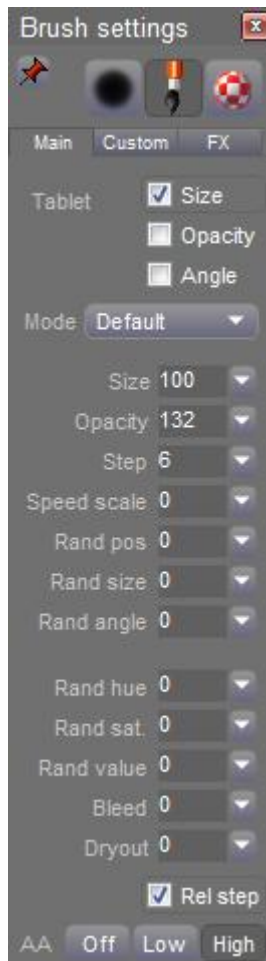 Brush settings
Main Custom FX
Tablet Size
Opacity
Angle
Mode Default
Size 100
Opacity 132
Step 6
Speed scale 0
Rand pos 0
Rand size 0
Rand angle 0
Rand hue 0
Rand sat. 0
Rand value 0
Bleed 0
Dryout 0
Rel step
AA Off Low High